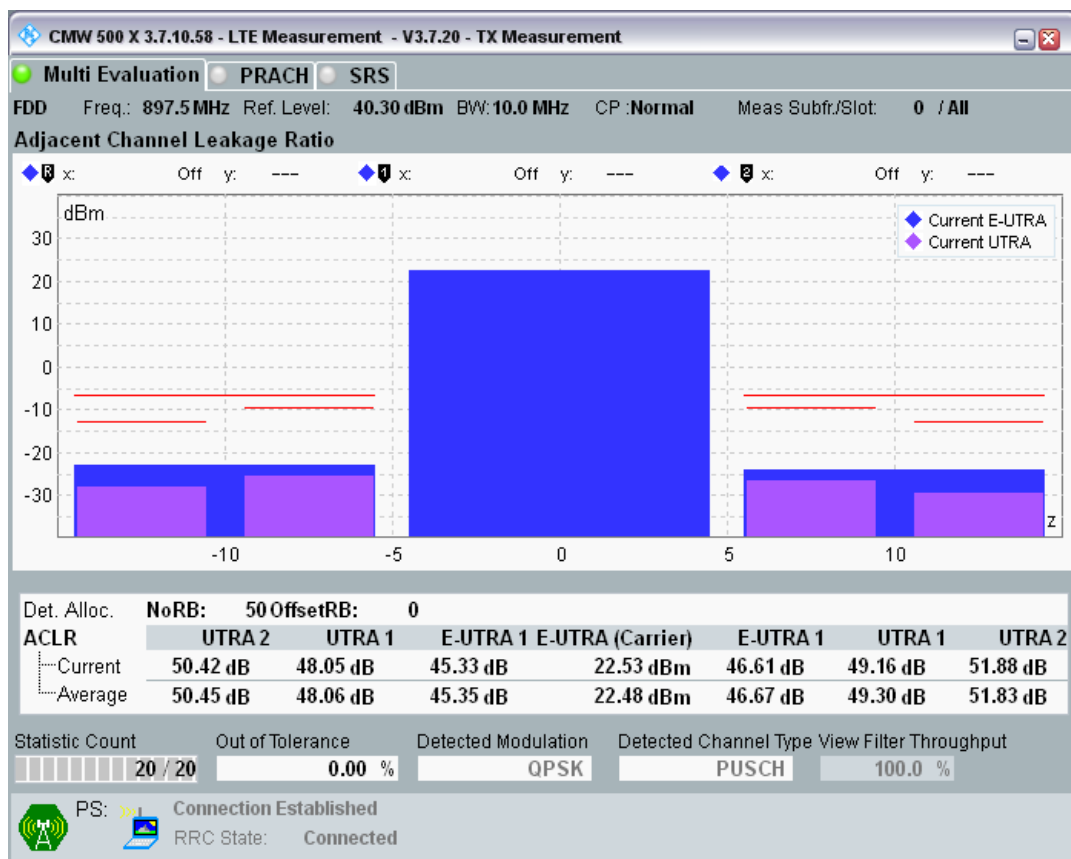 CMW 500 X 3.7.10.58 - LTE Measurement - V3.7.20 - TX Measurement
Multi Evaluation PRACH SRS
FDD Freq.: 897.5 MHz Ref. Level: 40.30 dBm BW: 10.0 MHz CP :Normal Meas Subfr./Slot: 0 / All
Adjacent Channel Leakage Ratio
R x: Off y: --- 1 x: Off y: --- 2 x: Off y: ---
dBm
Current E-UTRA
Current UTRA
30
20
10
0
-10
-20
-30
z
-10 -5 0 5 10
Det. Alloc. NoRB: 50 OffsetRB: 0
ACLR UTRA 2 UTRA 1 E-UTRA 1 E-UTRA (Carrier) E-UTRA 1 UTRA 1 UTRA 2
Current 50.42 dB 48.05 dB 45.33 dB 22.53 dBm 46.61 dB 49.16 dB 51.88 dB
Average 50.45 dB 48.06 dB 45.35 dB 22.48 dBm 46.67 dB 49.30 dB 51.83 dB
Statistic Count Out of Tolerance Detected Modulation Detected Channel Type View Filter Throughput
20 / 20 0.00 % QPSK PUSCH 100.0 %
PS: Connection Established
RRC State: Connected